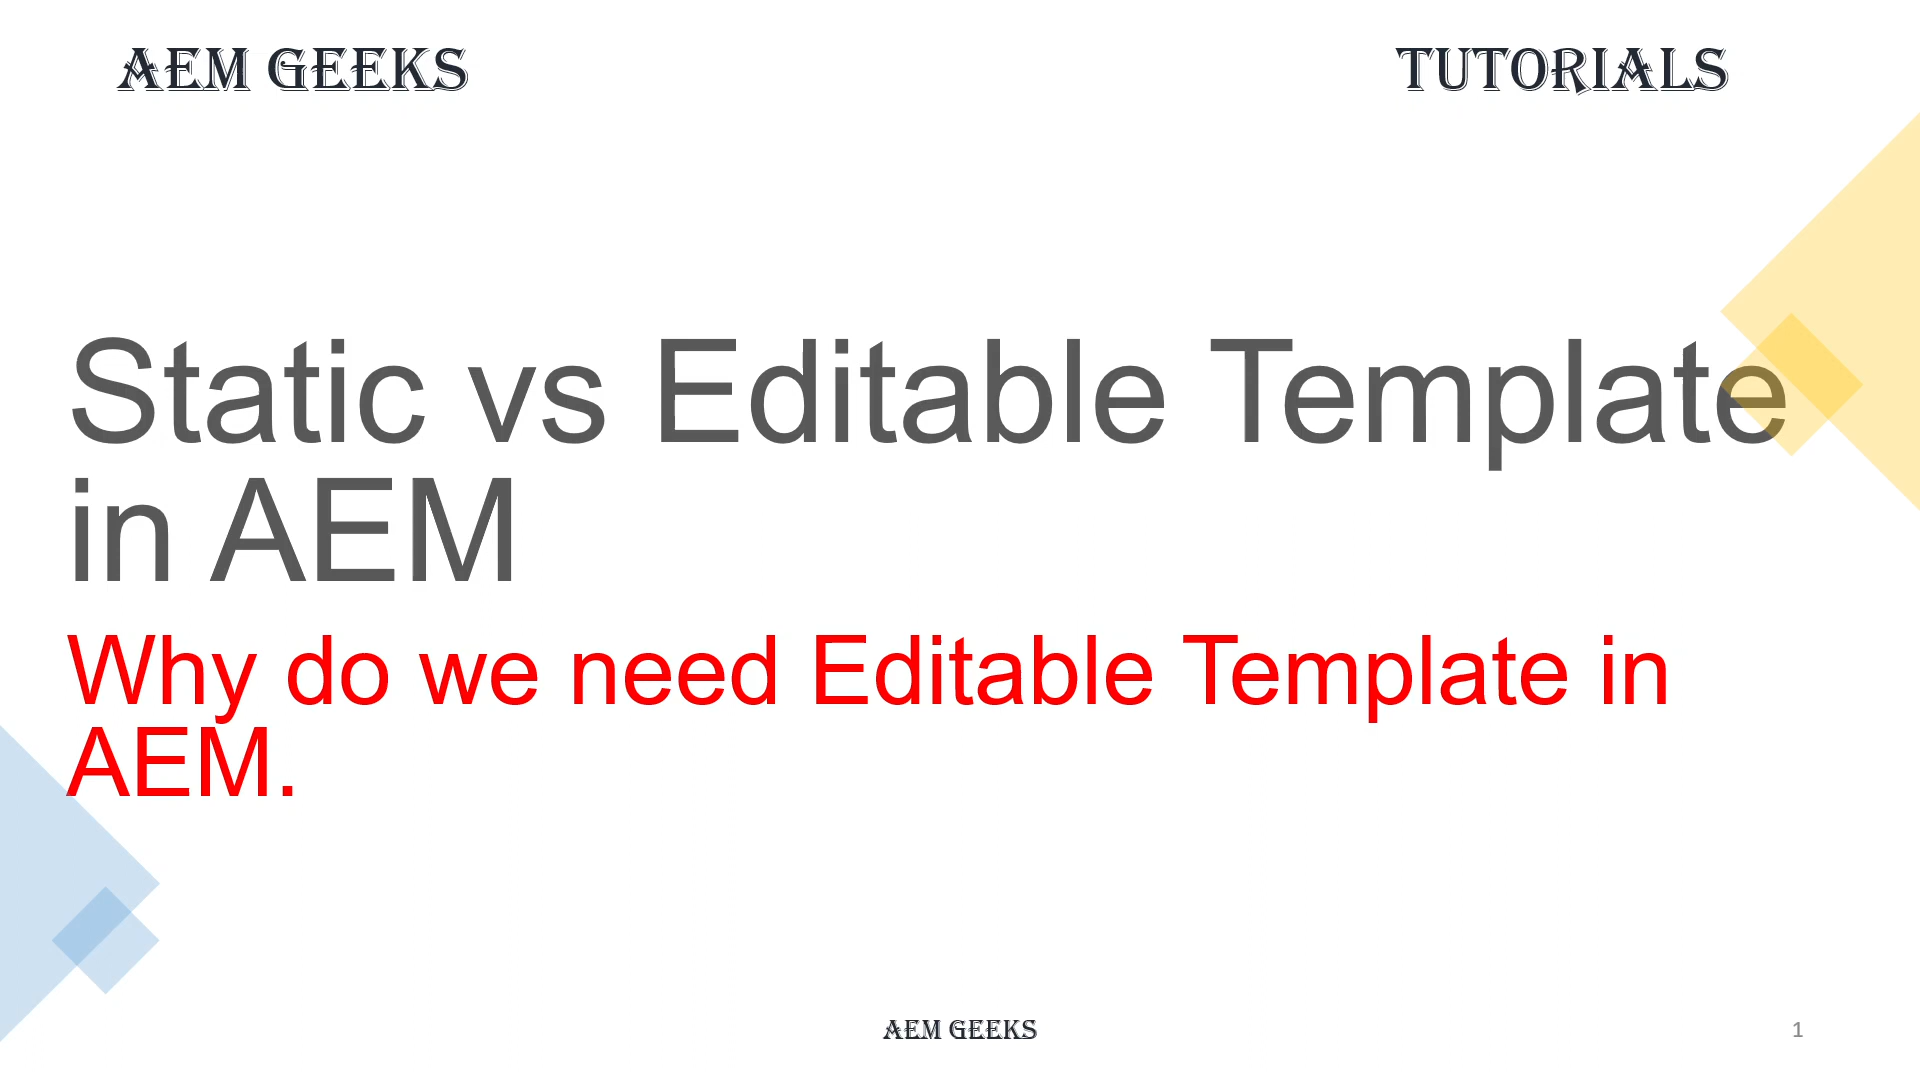 AEM GEEKS
TUTORIALS
Static vs Editable Template
in AEM
Why do we need Editable Template in
AEM.
AEM GEEKS
1